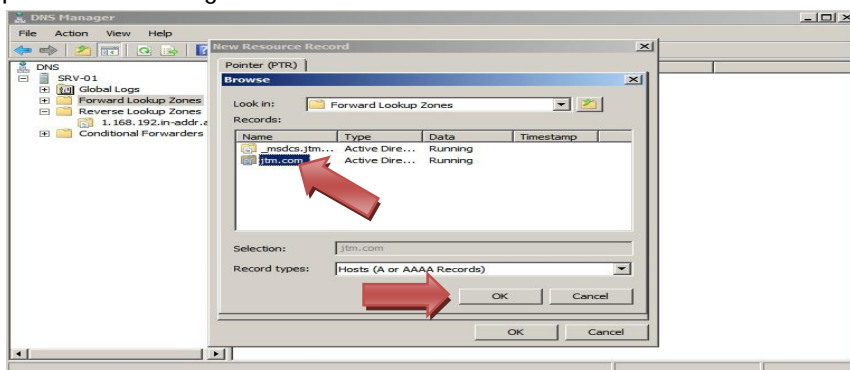 DNS Manager
File Action View Help
New Resource Record
Pointer (PTR)
Browse
DNS
SRV-01
Global Logs
Forward Lookup Zones
Reverse Lookup Zones
1.168.192.in-addr.a
Conditional Forwarders
Look in: Forward Lookup Zones
Records:
Name Type Data Timestamp
_msdcs.jtm... Active Dire... Running
jtm.com Active Dire... Running
Selection: jtm.com
Record types: Hosts (A or AAAA Records)
OK Cancel
OK Cancel